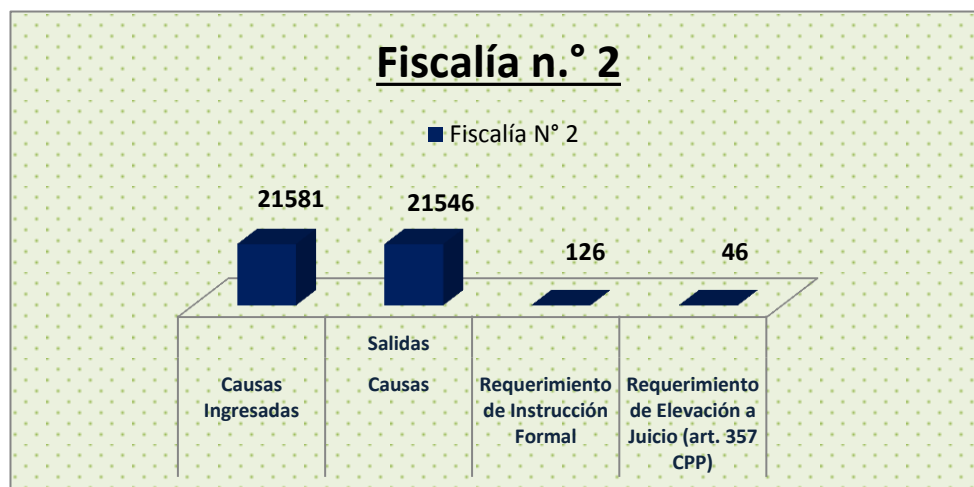 Fiscalía n.° 2
Fiscalía N° 2
21581
21546
126
46
Causas
Ingresadas
Salidas
Causas
Requerimiento
de Instrucción
Formal
Requerimiento
de Elevación a
Juicio (art. 357
CPP)